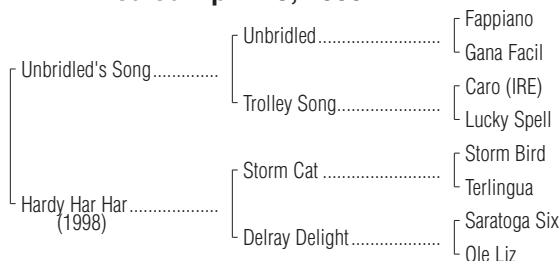 Fappiano
Unbridled
Gana Facil
Unbridled's Song
Caro (IRE)
Trolley Song
Lucky Spell
Storm Bird
Storm Cat
Terlingua
Hardy Har Har
(1998)
Saratoga Six
Delray Delight
Ole Liz